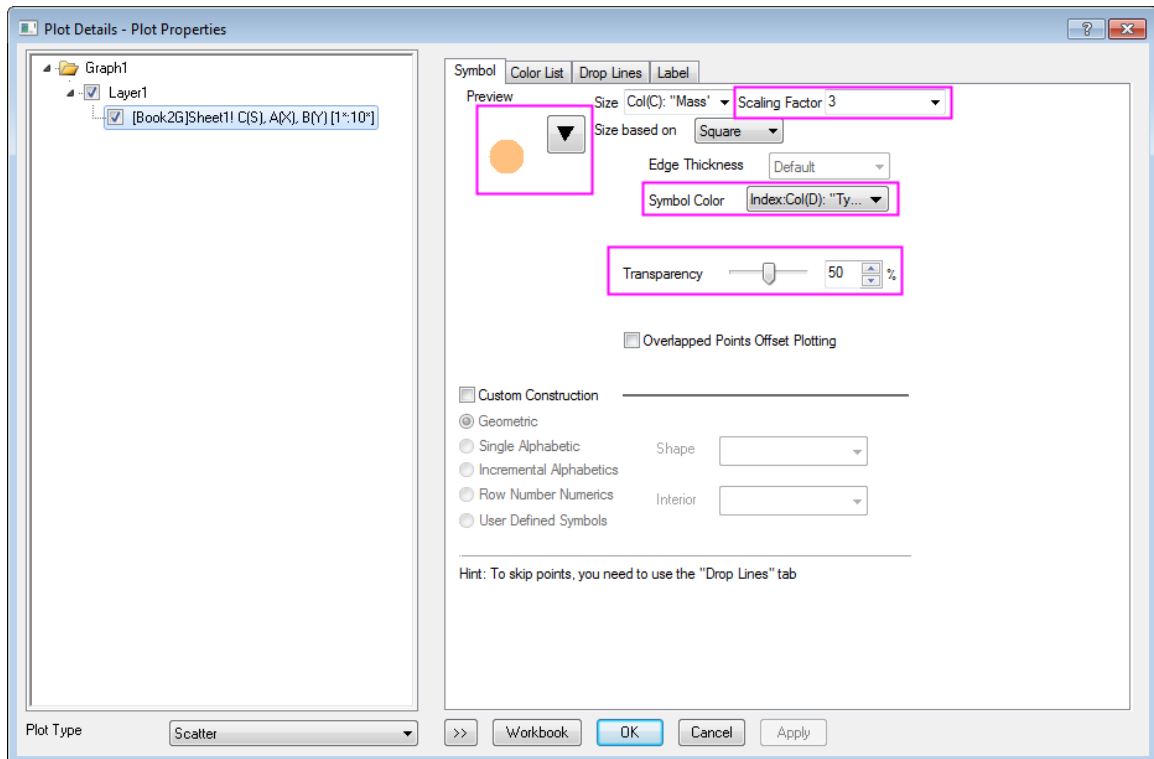 Plot Details - Plot Properties
Graph1
Layer1
[Book2G]Sheet1! C(S), A(X), B(Y) [1*:10*]
Symbol Color List Drop Lines Label
Preview
Size Col(C): "Mass' Scaling Factor 3
Size based on Square
Edge Thickness Default
Symbol Color Index:Col(D): "Ty...
Transparency 50 %
Overlapped Points Offset Plotting
Custom Construction
Geometric
Single Alphabetic
Shape
Incremental Alphabetics
Row Number Numerics
Interior
User Defined Symbols
Hint: To skip points, you need to use the "Drop Lines" tab
Plot Type Scatter >> Workbook OK Cancel Apply